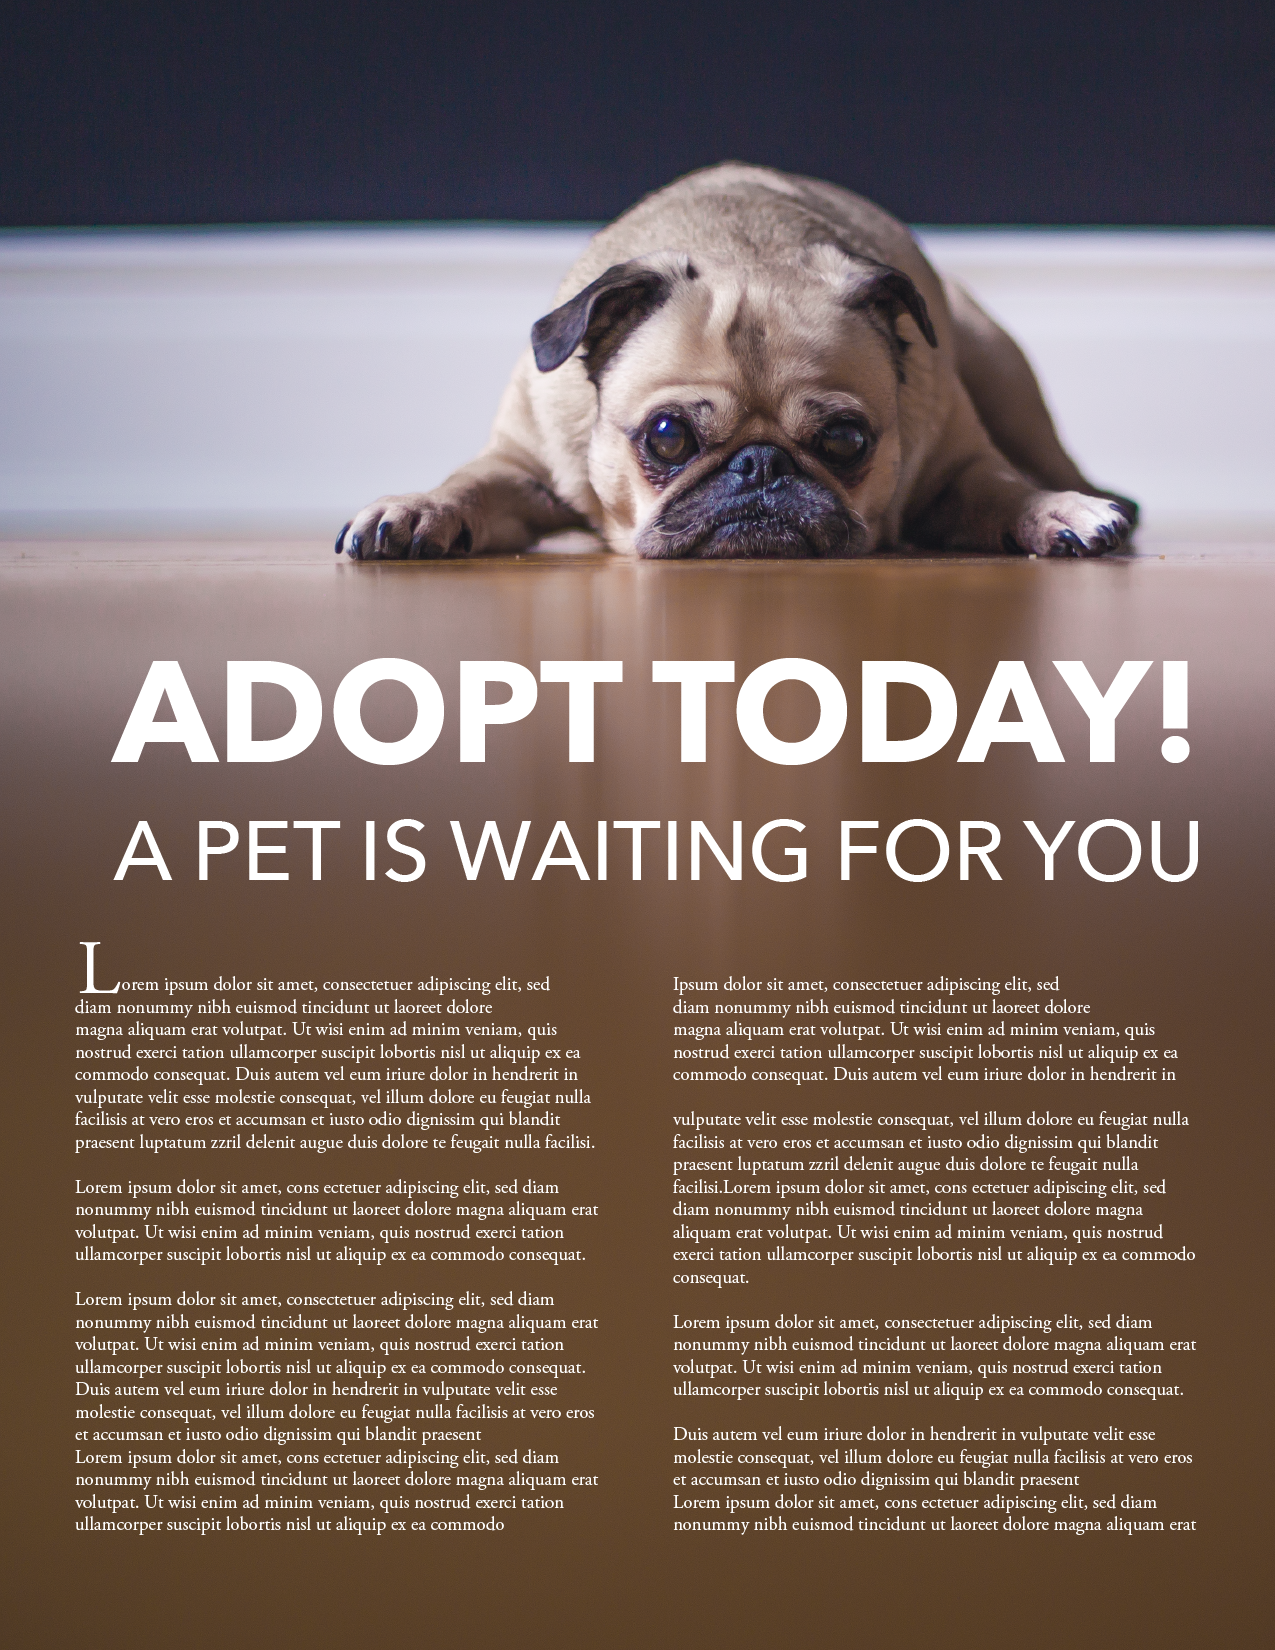 ADOPT TODAY!
A PET IS WAITING FOR YOU
Lorem ipsum dolor sit amet, consectetuer adipiscing elit, sed
diam nonummy nibh euismod tincidunt ut laoreet dolore
magna aliquam erat volutpat. Ut wisi enim ad minim veniam, quis
nostrud exerci tation ullamcorper suscipit lobortis nisl ut aliquip ex ea
commodo consequat. Duis autem vel eum iriure dolor in hendrerit in
vulputate velit esse molestie consequat, vel illum dolore eu feugiat nulla
facilisis at vero eros et accumsan et iusto odio dignissim qui blandit
praesent luptatum zzril delenit augue duis dolore te feugait nulla facilisi.
Lorem ipsum dolor sit amet, cons ectetuer adipiscing elit, sed diam
nonummy nibh euismod tincidunt ut laoreet dolore magna aliquam erat
volutpat. Ut wisi enim ad minim veniam, quis nostrud exerci tation
ullamcorper suscipit lobortis nisl ut aliquip ex ea commodo consequat.
Lorem ipsum dolor sit amet, consectetuer adipiscing elit, sed diam
nonummy nibh euismod tincidunt ut laoreet dolore magna aliquam erat
volutpat. Ut wisi enim ad minim veniam, quis nostrud exerci tation
ullamcorper suscipit lobortis nisl ut aliquip ex ea commodo consequat.
Duis autem vel eum iriure dolor in hendrerit in vulputate velit esse
molestie consequat, vel illum dolore eu feugiat nulla facilisis at vero eros
et accumsan et iusto odio dignissim qui blandit praesent
Lorem ipsum dolor sit amet, cons ectetuer adipiscing elit, sed diam
nonummy nibh euismod tincidunt ut laoreet dolore magna aliquam erat
volutpat. Ut wisi enim ad minim veniam, quis nostrud exerci tation
ullamcorper suscipit lobortis nisl ut aliquip ex ea commodo
Ipsum dolor sit amet, consectetuer adipiscing elit, sed
diam nonummy nibh euismod tincidunt ut laoreet dolore
magna aliquam erat volutpat. Ut wisi enim ad minim veniam, quis
nostrud exerci tation ullamcorper suscipit lobortis nisl ut aliquip ex ea
commodo consequat. Duis autem vel eum iriure dolor in hendrerit in
vulputate velit esse molestie consequat, vel illum dolore eu feugiat nulla
facilisis at vero eros et accumsan et iusto odio dignissim qui blandit
praesent luptatum zzril delenit augue duis dolore te feugait nulla
facilisi.Lorem ipsum dolor sit amet, cons ectetuer adipiscing elit, sed
diam nonummy nibh euismod tincidunt ut laoreet dolore magna
aliquam erat volutpat. Ut wisi enim ad minim veniam, quis nostrud
exerci tation ullamcorper suscipit lobortis nisl ut aliquip ex ea commodo
consequat.
Lorem ipsum dolor sit amet, consectetuer adipiscing elit, sed diam
nonummy nibh euismod tincidunt ut laoreet dolore magna aliquam erat
volutpat. Ut wisi enim ad minim veniam, quis nostrud exerci tation
ullamcorper suscipit lobortis nisl ut aliquip ex ea commodo consequat.
Duis autem vel eum iriure dolor in hendrerit in vulputate velit esse
molestie consequat, vel illum dolore eu feugiat nulla facilisis at vero eros
et accumsan et iusto odio dignissim qui blandit praesent
Lorem ipsum dolor sit amet, cons ectetuer adipiscing elit, sed diam
nonummy nibh euismod tincidunt ut laoreet dolore magna aliquam erat